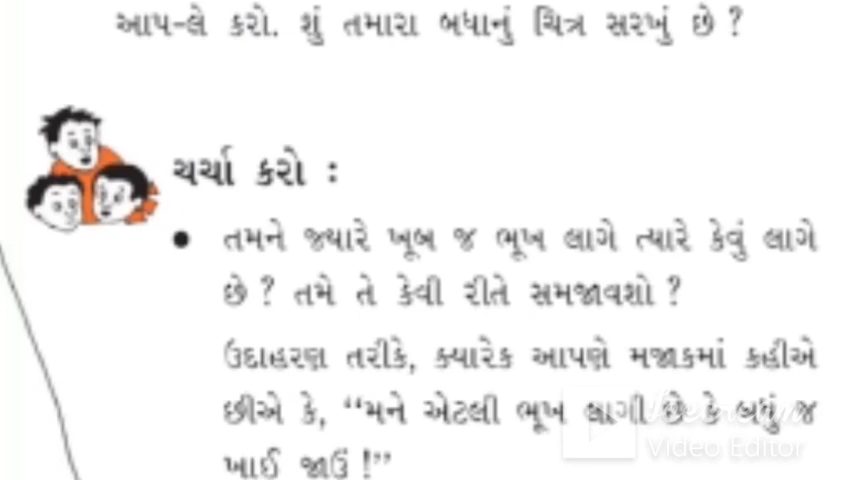 આપ-લે કરો. શું તમારા બધાનું ચિત્ર સરખું છે ?
ચર્ચા કરો :
• તમને જ્યારે ખૂબ જ ભૂખ લાગે ત્યારે કેવું લાગે
છે ? તમે તે કેવી રીતે સમજાવશો ?
ઉદાહરણ તરીકે, ક્યારેક આપણે મજાકમાં કહીએ
છીએ કે, “મને એટલી ભૂખ લાગી છે કે બધું જ
ખાઈ જાઉં !”
Video Editor